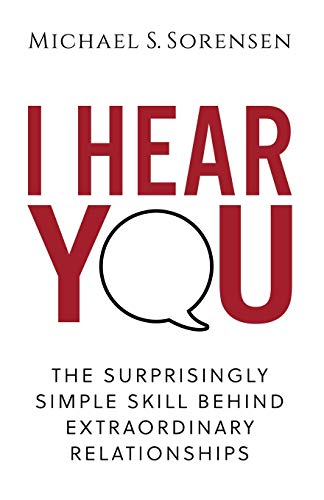 MICHAEL S. SORENSEN
I HEAR
YOU
THE SURPRISINGLY
SIMPLE SKILL BEHIND
EXTRAORDINARY
RELATIONSHIPS